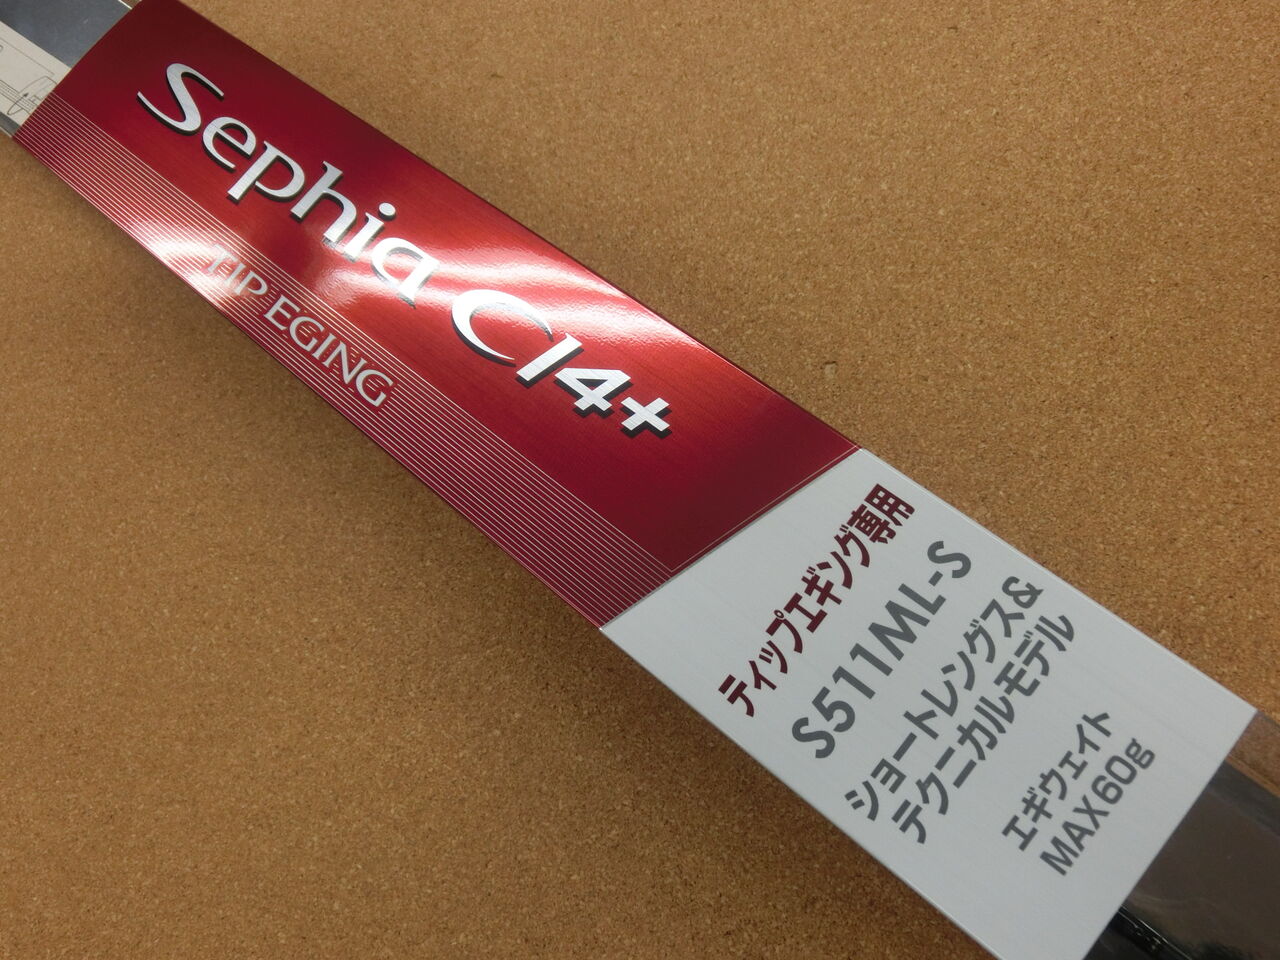 Sephia CI4+
TIP EGING
ティップエギング専用
S511ML-S
ショートレングス&
テクニカルモデル
エギウェイト
MAX60g